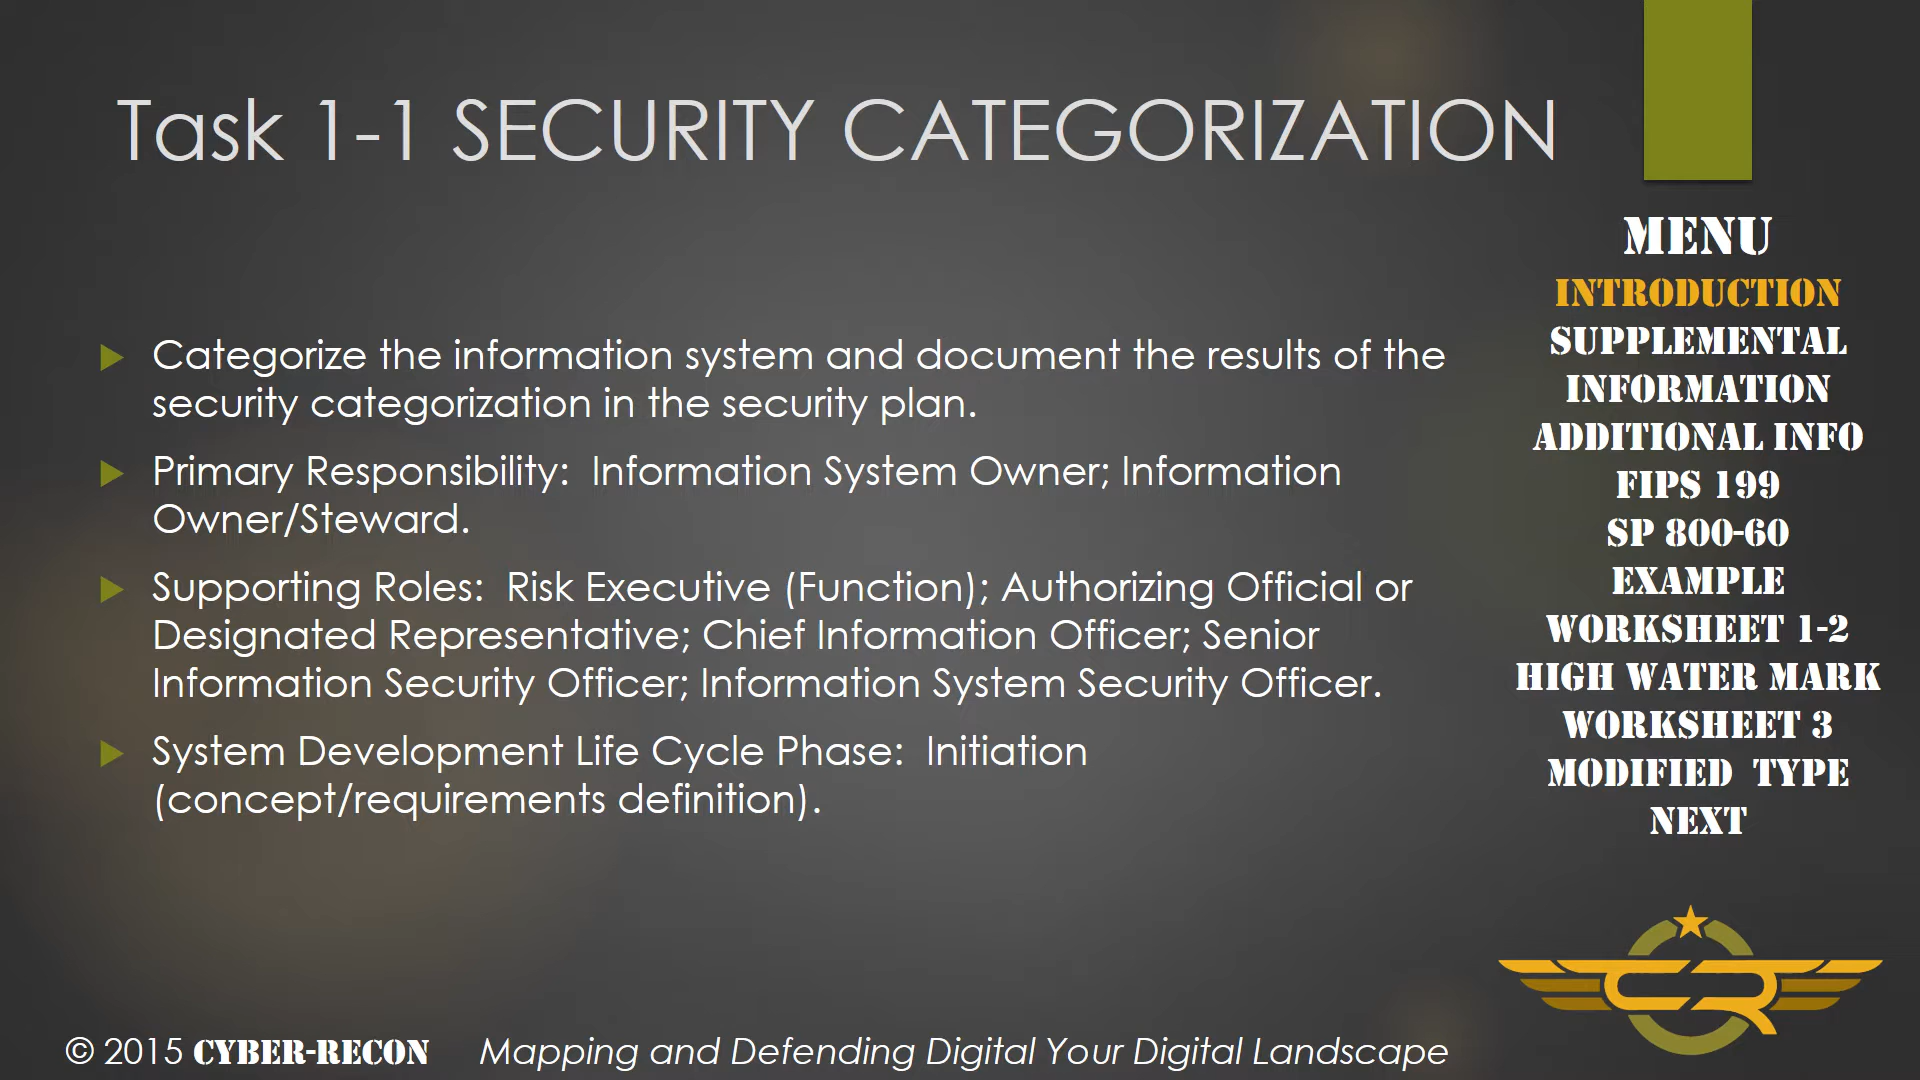 Task 1-1 SECURITY CATEGORIZATION
Categorize the information system and document the results of the
security categorization in the security plan.
Primary Responsibility: Information System Owner; Information
Owner/Steward.
Supporting Roles: Risk Executive (Function); Authorizing Official or
Designated Representative; Chief Information Officer; Senior
Information Security Officer; Information System Security Officer.
System Development Life Cycle Phase: Initiation
(concept/requirements definition).
MENU
INTRODUCTION
SUPPLEMENTAL
INFORMATION
ADDITIONAL INFO
FIPS 199
SP 800-60
EXAMPLE
WORKSHEET 1-2
HIGH WATER MARK
WORKSHEET 3
MODIFIED TYPE
NEXT
CR
© 2015 CYBER-RECON Mapping and Defending Digital Your Digital Landscape